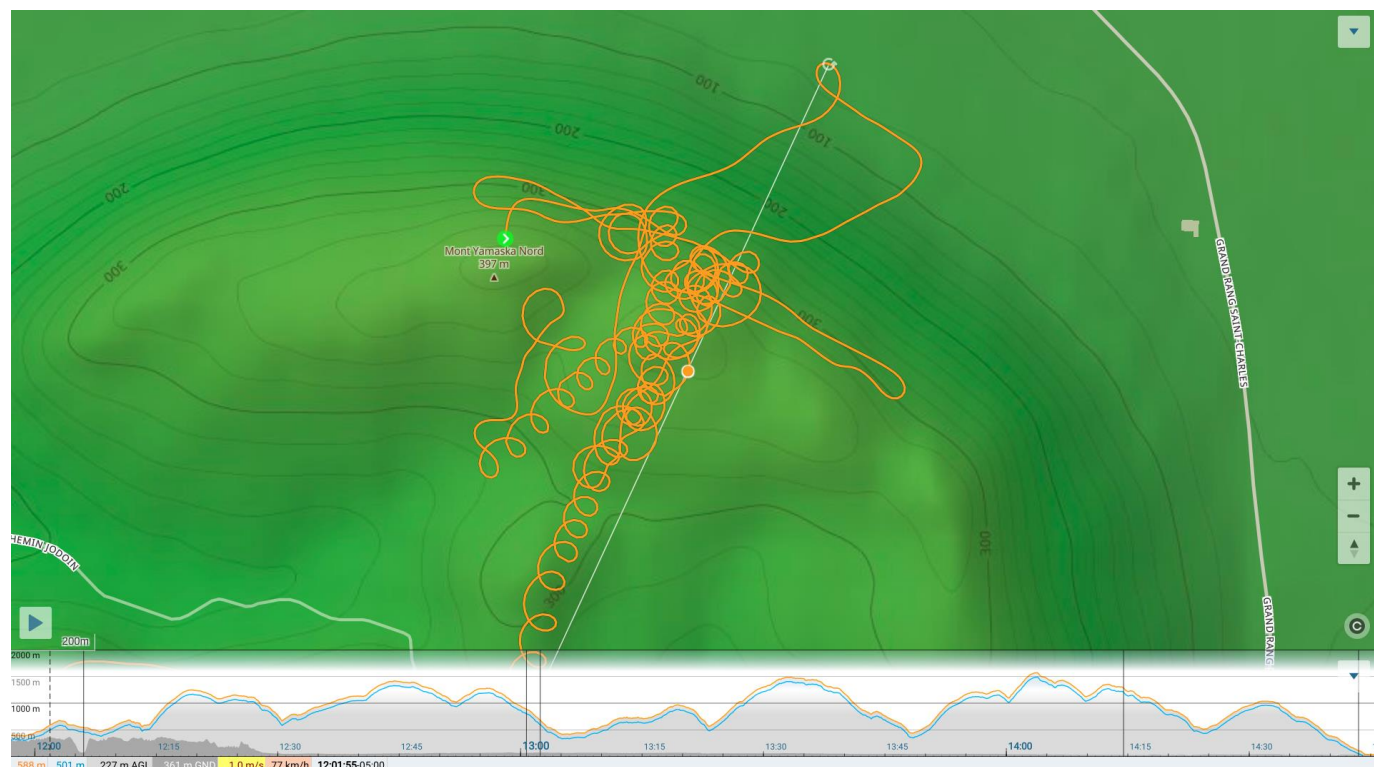 100
200
100
200
300
200
Mont Yamaska Nord
397 m
300
300
GRAND RANG SAINT-CHARLES
300
HEMIN JODOIN
300
GRAND RANG
200m
2000 m
1500 m
1000 m
500 m
12:00
12:15
12:30
12:45
13:00
13:15
13:30
13:45
14:00
14:15
14:30
588 m 501 m 227 m AGL 361 m GND 1.0 m/s 77 km/h 12:01:55-05:00